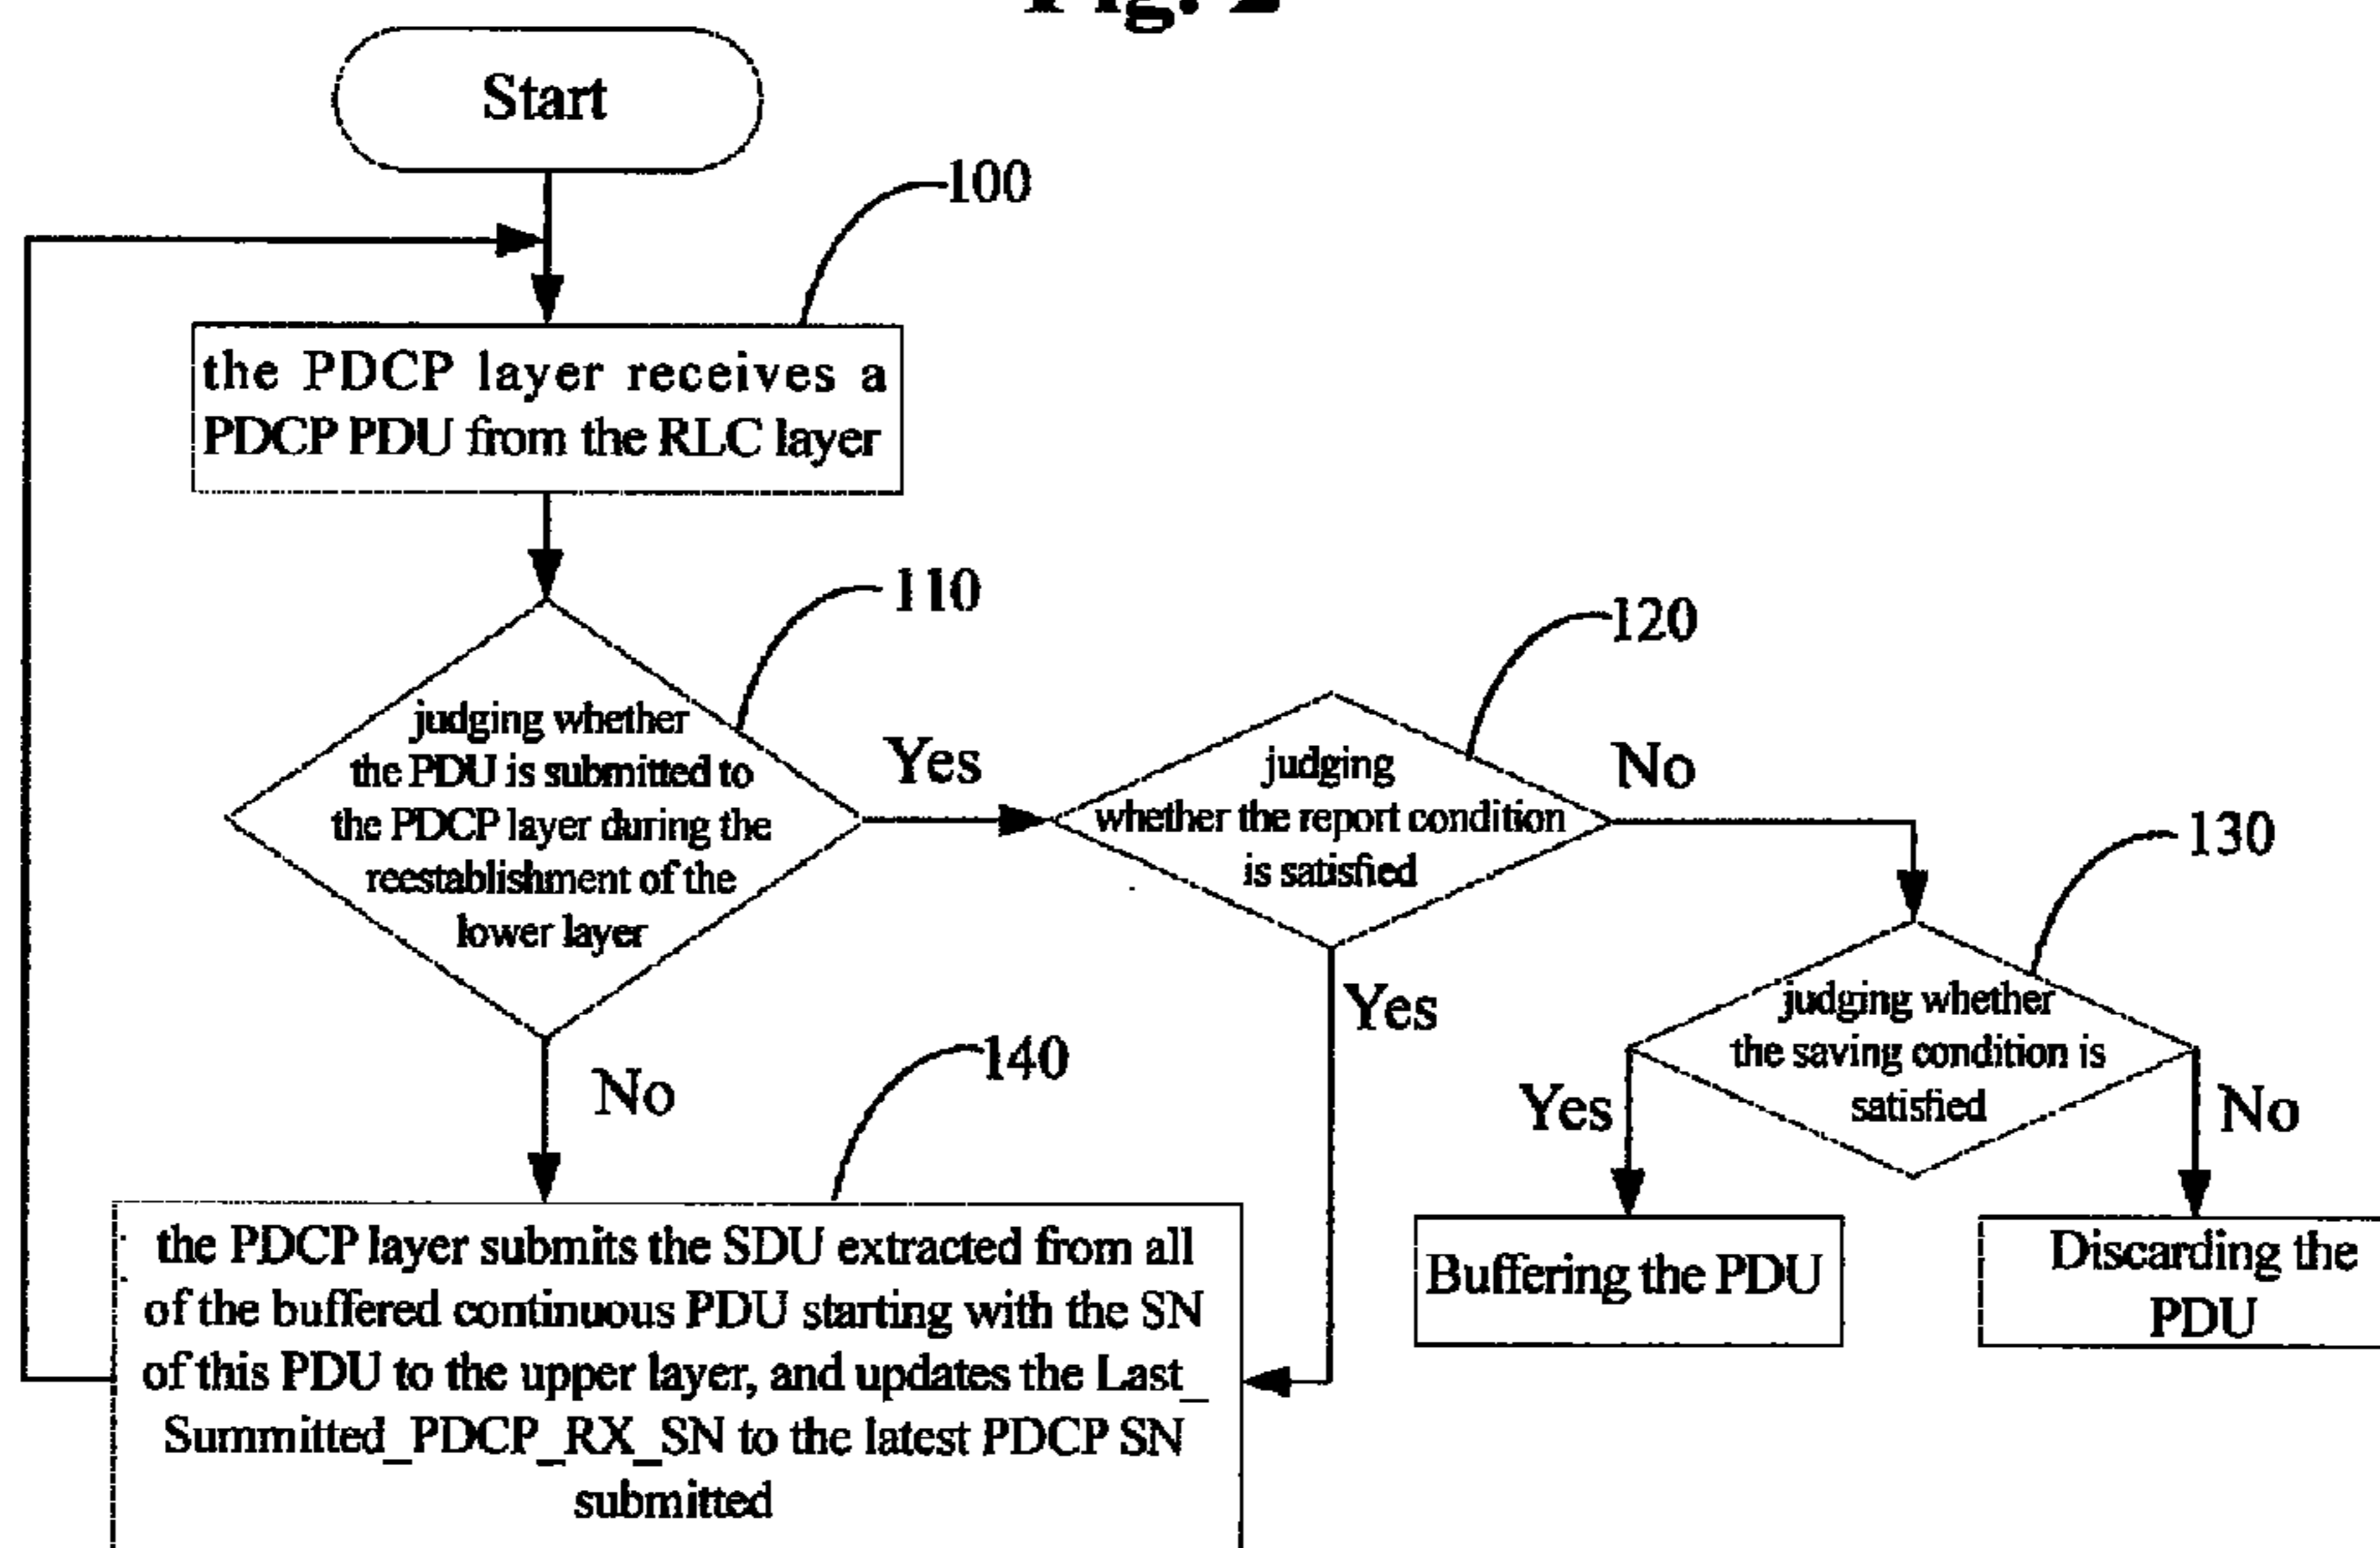 Fig. 2
Start
100
the PDCP layer receives a
PDCP PDU from the RLC layer
110
judging whether
the PDU is submitted to
the PDCP layer during the
reestablishment of the
lower layer
Yes
120
judging
whether the report condition
is satisfied
No
130
judging whether
the saving condition is
satisfied
Yes
No
Yes
No
140
the PDCP layer submits the SDU extracted from all
of the buffered continuous PDU starting with the SN
of this PDU to the upper layer, and updates the Last_
Summitted_PDCP_RX_SN to the latest PDCP SN
submitted
Buffering the PDU
Discarding the
PDU